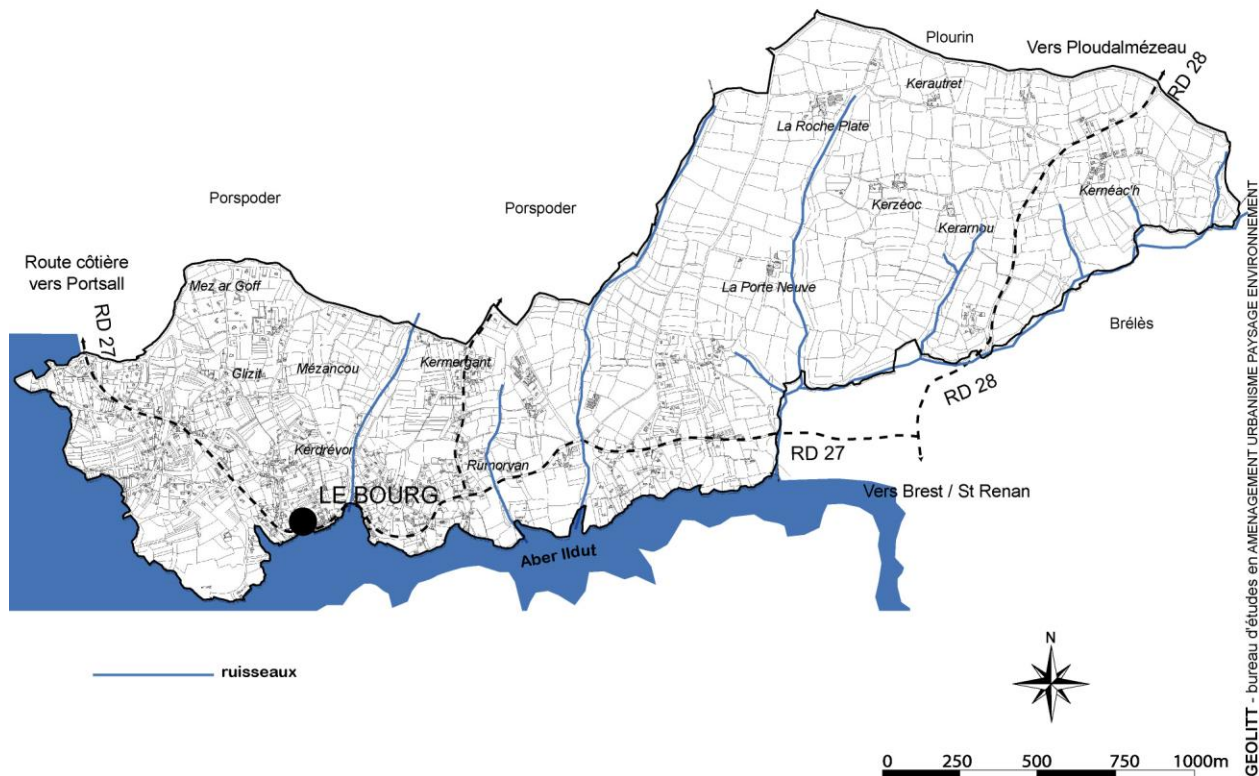 Plourin
Vers Ploudalmézeau
RD 28
Kerautret
La Roche Plate
Porspoder
Porspoder
Kerzéoc
Kernéac'h
Kerarnou
Route côtière
vers Portsall
Mez ar Goff
La Porte Neuve
Brélès
RD 27
Glizit
Mézancou
Kermergant
RD 28
Kerdrévor
Rumorvan
RD 27
LE BOURG
Vers Brest / St Renan
Aber Ildut
ruisseaux
N
0 250 500 750 1000m
GEOLITT - bureau d'études en AMENAGEMENT URBANISME PAYSAGE ENVIRONNEMENT